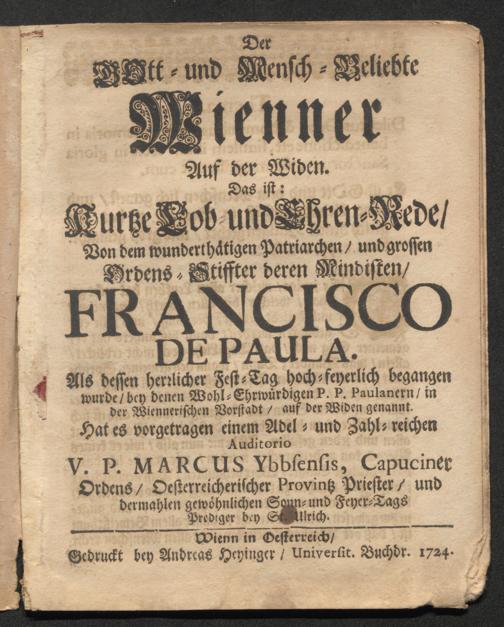 Der
GOtt- und Mensch-Beliebte
Wienner
Auf der Widen.
Das ist:
Kurtze Lob- und Ehren-Rede/
Von dem wunderthätigen Patriarchen/ und grossen
Ordens-Stiffter deren Mindisten/
FRANCISCO
DE PAULA.
Als dessen herrlicher Fest-Tag hoch-feyerlich begangen
wurde/ bey denen Wohl-Ehrwürdigen P. P. Paulanern/ in
der Wiennerischen Vorstadt/ auf der Widen genannt.
Hat es vorgetragen einem Adel- und Zahl-reichen
Auditorio
V. P. MARCUS Ybbsensis, Capuciner
Ordens/ Oesterreicherischer Provintz Priester/ und
dermahlen gewöhnlichen Sonn- und Feyer-Tags
Prediger bey Ullrich.
Wienn in Oesterreich/
Gedruckt bey Andreas Heyinger/ Universit. Buchdr. 1724.